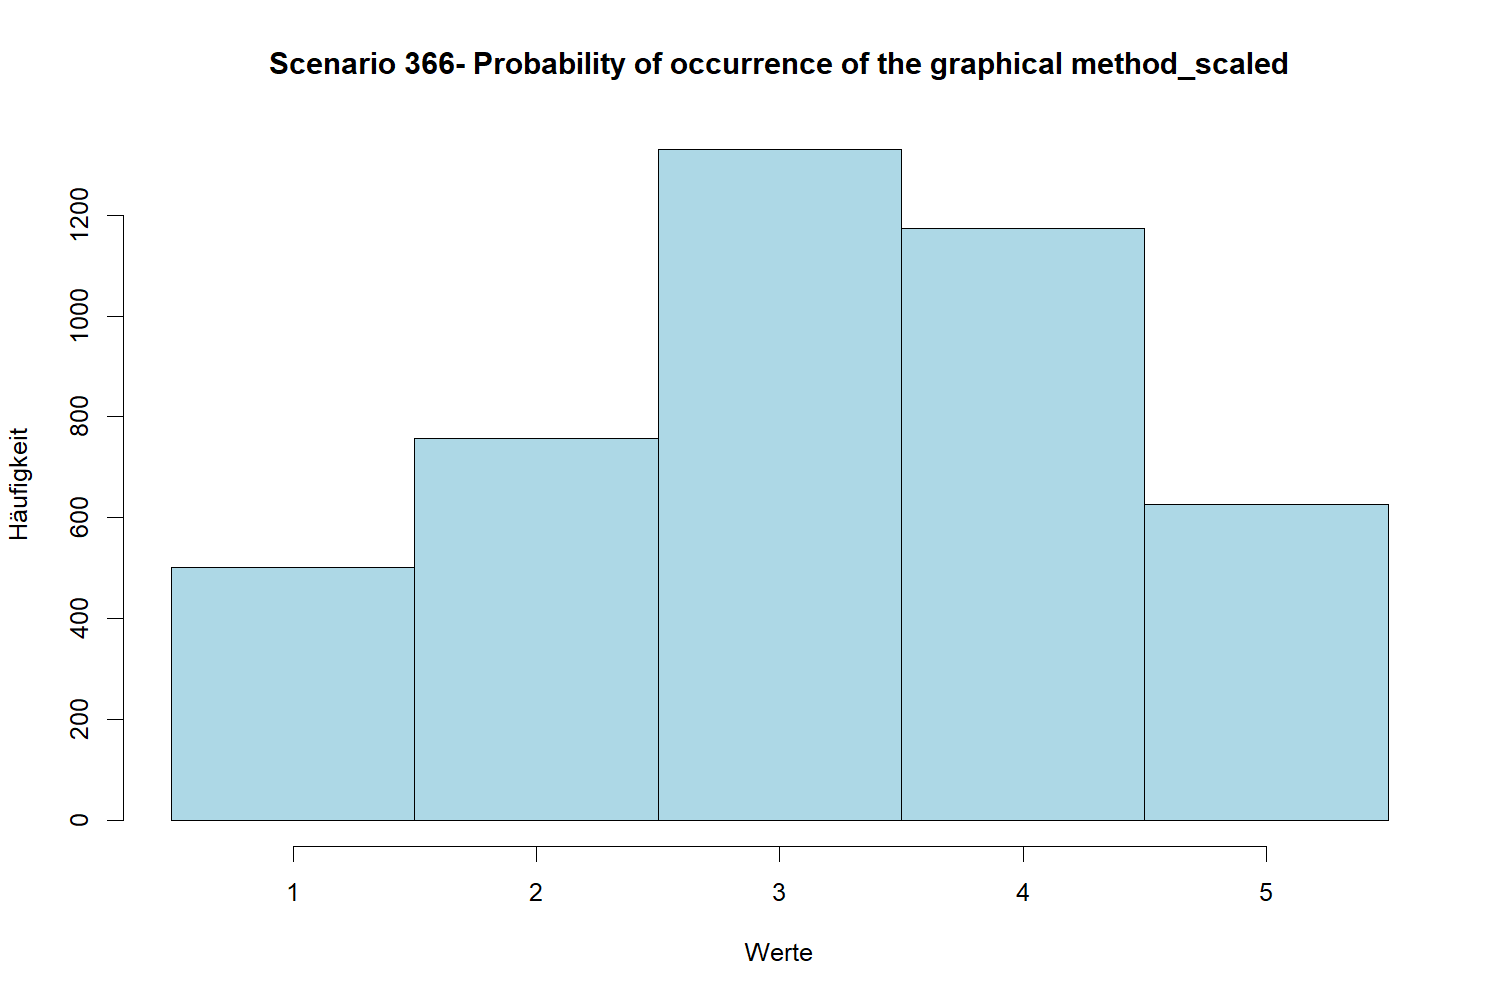 Scenario 366- Probability of occurrence of the graphical method_scaled
Häufigkeit
1200
1000
800
600
400
200
0
1 2 3 4 5
Werte